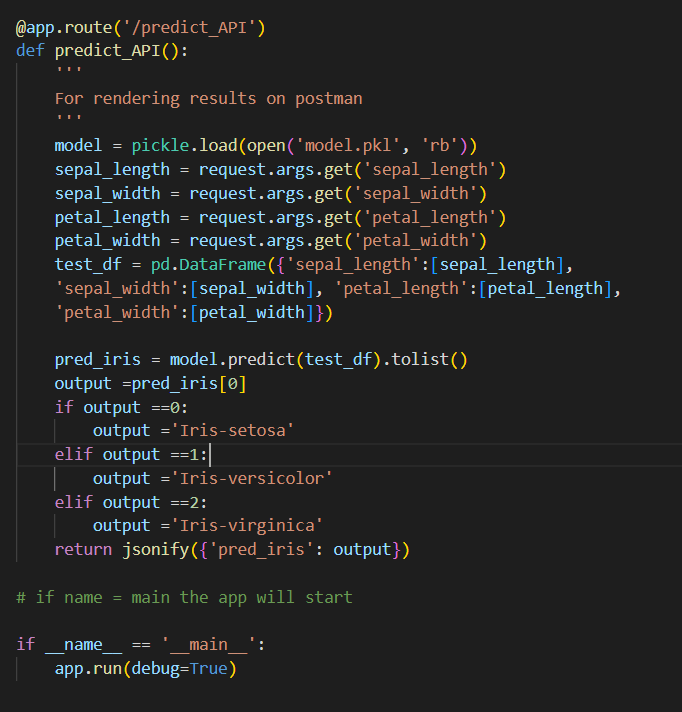 @app.route('/predict_API')
def predict_API():
    '''
    For rendering results on postman
    '''
    model = pickle.load(open('model.pkl', 'rb'))
    sepal_length = request.args.get('sepal_length')
    sepal_width = request.args.get('sepal_width')
    petal_length = request.args.get('petal_length')
    petal_width = request.args.get('petal_width')
    test_df = pd.DataFrame({'sepal_length':[sepal_length],
    'sepal_width':[sepal_width], 'petal_length':[petal_length],
    'petal_width':[petal_width]})

    pred_iris = model.predict(test_df).tolist()
    output =pred_iris[0]
    if output ==0:
        output ='Iris-setosa'
    elif output ==1:
        output ='Iris-versicolor'
    elif output ==2:
        output ='Iris-virginica'
    return jsonify({'pred_iris': output})

# if name = main the app will start

if __name__ == '__main__':
    app.run(debug=True)